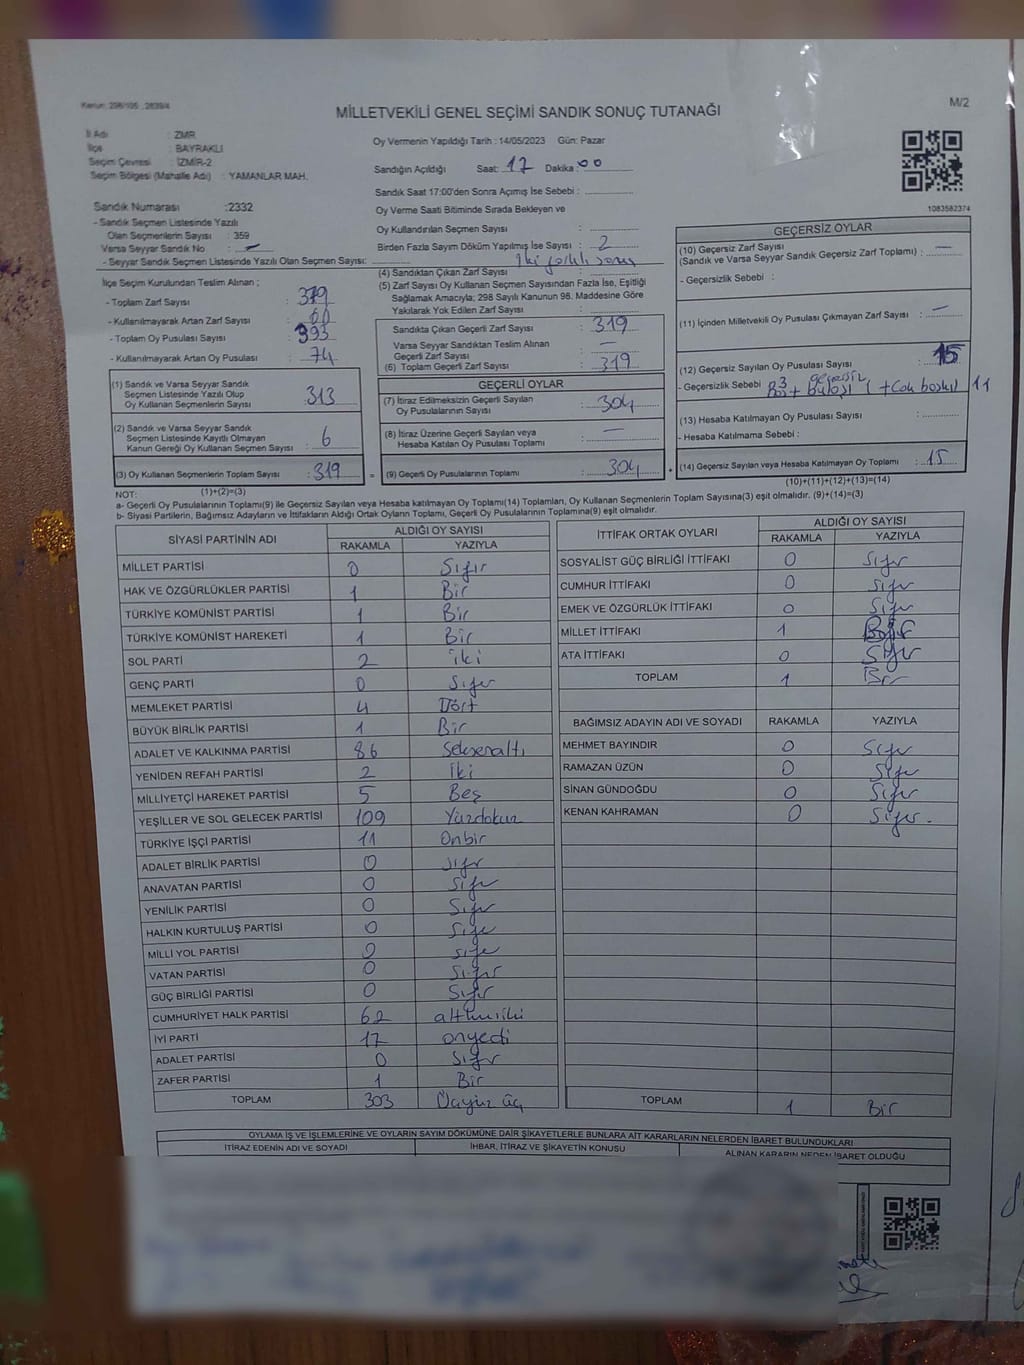 Kanun: 298/105 , 2839/4
M/2
MİLLETVEKİLİ GENEL SEÇİMİ SANDIK SONUÇ TUTANAĞI
İl Adı : ZMR
İlçe : BAYRAKLI
Seçim Çevresi : İZMİR-2
Seçim Bölgesi (Mahalle Adı) : YAMANLAR MAH.
Oy Vermenin Yapıldığı Tarih : 14/05/2023 Gün: Pazar
Sandığın Açıldığı Saat: 17 Dakika: 00
Sandık Saat 17:00'den Sonra Açımış İse Sebebi :
Sandık Numarası :2332
- Sandık Seçmen Listesinde Yazılı
Olan Seçmenlerin Sayısı : 359
Varsa Seyyar Sandık No : -
- Seyyar Sandık Seçmen Listesinde Yazılı Olan Seçmen Sayısı:
Oy Verme Saati Bitiminde Sırada Bekleyen ve
Oy Kullandırılan Seçmen Sayısı :
Birden Fazla Sayım Döküm Yapılmış İse Sayısı : 2
İki farklı sonuç
1083582374
İlçe Seçim Kurulundan Teslim Alınan ;
- Toplam Zarf Sayısı : 379
- Kullanılmayarak Artan Zarf Sayısı : 60
- Toplam Oy Pusulası Sayısı : 393
- Kullanılmayarak Artan Oy Pusulası : 74
(4) Sandıktan Çıkan Zarf Sayısı :
(5) Zarf Sayısı Oy Kullanan Seçmen Sayısından Fazla İse, Eşitliği
Sağlamak Amacıyla; 298 Sayılı Kanunun 98. Maddesine Göre
Yakılarak Yok Edilen Zarf Sayısı :
Sandıkta Çıkan Geçerli Zarf Sayısı : 319
Varsa Seyyar Sandıktan Teslim Alınan
Geçerli Zarf Sayısı : -
(6) Toplam Geçerli Zarf Sayısı : 319
GEÇERSİZ OYLAR
(10) Geçersiz Zarf Sayısı
(Sandık ve Varsa Seyyar Sandık Geçersiz Zarf Toplamı) : -
- Geçersizlik Sebebi :
(11) İçinden Milletvekili Oy Pusulası Çıkmayan Zarf Sayısı : -
(12) Geçersiz Sayılan Oy Pusulası Sayısı : 15
- Geçersizlik Sebebi : Boş 3 + geçersiz 1 + 11
(13) Hesaba Katılmayan Oy Pusulası Sayısı :
- Hesaba Katılmama Sebebi :
(14) Geçersiz Sayılan veya Hesaba Katılmayan Oy Toplamı : 15
(10)+(11)+(12)+(13)=(14)
(1) Sandık ve Varsa Seyyar Sandık
Seçmen Listesinde Yazılı Olup
Oy Kullanan Seçmenlerin Sayısı : 313
(2) Sandık ve Varsa Seyyar Sandık
Seçmen Listesinde Kayıtlı Olmayan
Kanun Gereği Oy Kullanan Seçmen Sayısı : 6
(3) Oy Kullanan Seçmenlerin Toplam Sayısı : 319 =
(1)+(2)=(3)
GEÇERLİ OYLAR
(7) İtiraz Edilmeksizin Geçerli Sayılan
Oy Pusulalarının Sayısı : 304
(8) İtiraz Üzerine Geçerli Sayılan veya
Hesaba Katılan Oy Pusulası Toplamı : -
(9) Geçerli Oy Pusulalarının Toplamı : 304 +
NOT:
a- Geçerli Oy Pusulalarının Toplamı(9) ile Geçersiz Sayılan veya Hesaba katılmayan Oy Toplamı(14) Toplamları, Oy Kullanan Seçmenlerin Toplam Sayısına(3) eşit olmalıdır. (9)+(14)=(3)
b- Siyasi Partilerin, Bağımsız Adayların ve İttifakların Aldığı Ortak Oyların Toplamı, Geçerli Oy Pusulalarının Toplamına(9) eşit olmalıdır.
SİYASİ PARTİNİN ADI ALDIĞI OY SAYISI
RAKAMLA YAZIYLA
MİLLET PARTİSİ 0 Sıfır
HAK VE ÖZGÜRLÜKLER PARTİSİ 1 Bir
TÜRKİYE KOMÜNİST PARTİSİ 1 Bir
TÜRKİYE KOMÜNİST HAREKETİ 1 Bir
SOL PARTİ 2 iki
GENÇ PARTİ 0 Sıfır
MEMLEKET PARTİSİ 4 Dört
BÜYÜK BİRLİK PARTİSİ 1 Bir
ADALET VE KALKINMA PARTİSİ 86 Seksenaltı
YENİDEN REFAH PARTİSİ 2 İki
MİLLİYETÇİ HAREKET PARTİSİ 5 Beş
YEŞİLLER VE SOL GELECEK PARTİSİ 109 Yüzdokuz
TÜRKİYE İŞÇİ PARTİSİ 11 Onbir
ADALET BİRLİK PARTİSİ 0 Sıfır
ANAVATAN PARTİSİ 0 Sıfır
YENİLİK PARTİSİ 0 Sıfır
HALKIN KURTULUŞ PARTİSİ 0 Sıfır
MİLLİ YOL PARTİSİ 0 Sıfır
VATAN PARTİSİ 0 Sıfır
GÜÇ BİRLİĞİ PARTİSİ 0 Sıfır
CUMHURİYET HALK PARTİSİ 62 altmışiki
İYİ PARTİ 17 onyedi
ADALET PARTİSİ 0 Sıfır
ZAFER PARTİSİ 1 Bir
TOPLAM 303 Üçyüz üç
İTTİFAK ORTAK OYLARI ALDIĞI OY SAYISI
RAKAMLA YAZIYLA
SOSYALİST GÜÇ BİRLİĞİ İTTİFAKI 0 Sıfır
CUMHUR İTTİFAKI 0 Sıfır
EMEK VE ÖZGÜRLÜK İTTİFAKI 0 Sıfır
MİLLET İTTİFAKI 1 Bir
ATA İTTİFAKI 0 Sıfır
TOPLAM 1 Bir
BAĞIMSIZ ADAYIN ADI VE SOYADI RAKAMLA YAZIYLA
MEHMET BAYINDIR 0 Sıfır
RAMAZAN ÜZÜN 0 Sıfır
SİNAN GÜNDOĞDU 0 Sıfır
KENAN KAHRAMAN 0 Sıfır.
TOPLAM 1 Bir
OYLAMA İŞ VE İŞLEMLERİNE VE OYLARIN SAYIM DÖKÜMÜNE DAİR ŞİKAYETLERLE BUNLARA AİT KARARLARIN NELERDEN İBARET BULUNDUKLARI
İTİRAZ EDENİN ADI VE SOYADI İHBAR, İTİRAZ VE ŞİKAYETİN KONUSU ALINAN KARARIN NEDEN İBARET OLDUĞU